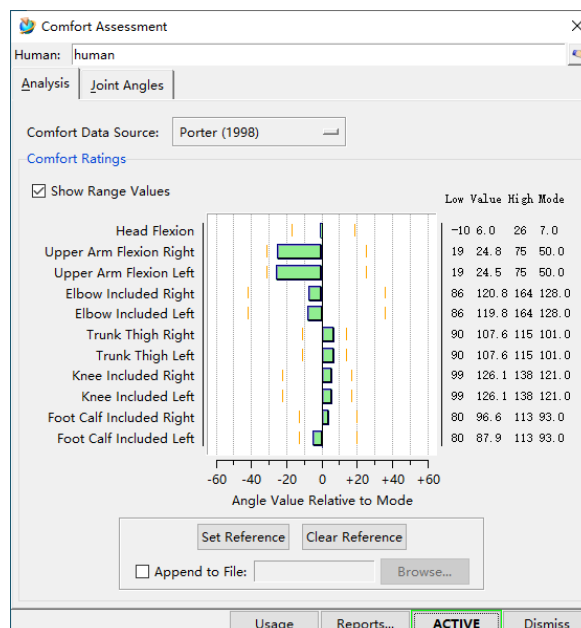 Comfort Assessment
Human: human
Analysis Joint Angles
Comfort Data Source: Porter (1998)
Comfort Ratings
Show Range Values
Low Value High Mode
Head Flexion -10 6.0 26 7.0
Upper Arm Flexion Right 19 24.8 75 50.0
Upper Arm Flexion Left 19 24.5 75 50.0
Elbow Included Right 86 120.8 164 128.0
Elbow Included Left 86 119.8 164 128.0
Trunk Thigh Right 90 107.6 115 101.0
Trunk Thigh Left 90 107.6 115 101.0
Knee Included Right 99 126.1 138 121.0
Knee Included Left 99 126.1 138 121.0
Foot Calf Included Right 80 96.6 113 93.0
Foot Calf Included Left 80 87.9 113 93.0
-60 -40 -20 0 +20 +40 +60
Angle Value Relative to Mode
Set Reference Clear Reference
Append to File: Browse...
Usage Reports... ACTIVE Dismiss